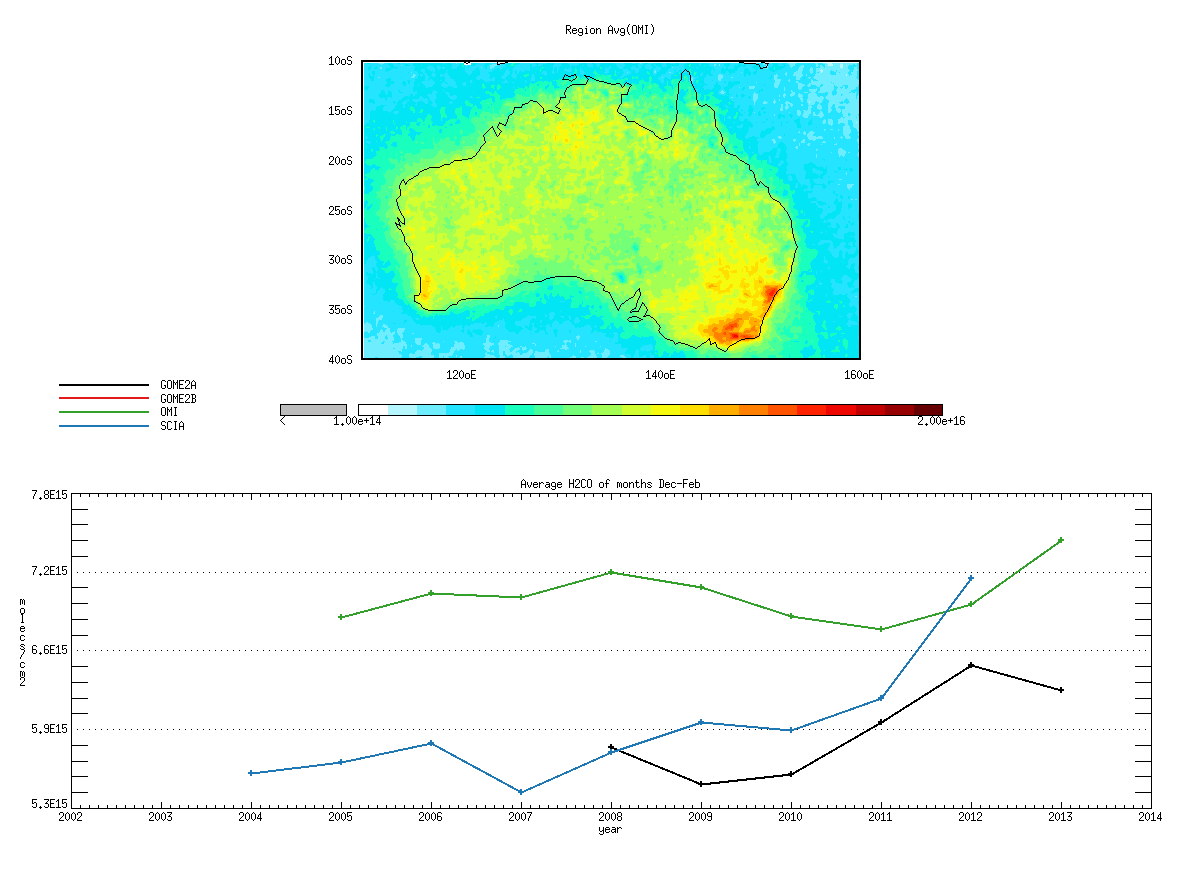 Region Avg(OMI)
10oS
15oS
20oS
25oS
30oS
35oS
40oS
120oE 140oE 160oE
GOME2A
GOME2B
OMI
SCIA
< 1.00e+14 2.00e+16
Average H2CO of months Dec-Feb
7.8E15
7.2E15
6.6E15
5.9E15
5.3E15
molecs/cm2
2002 2003 2004 2005 2006 2007 2008 2009 2010 2011 2012 2013 2014
year